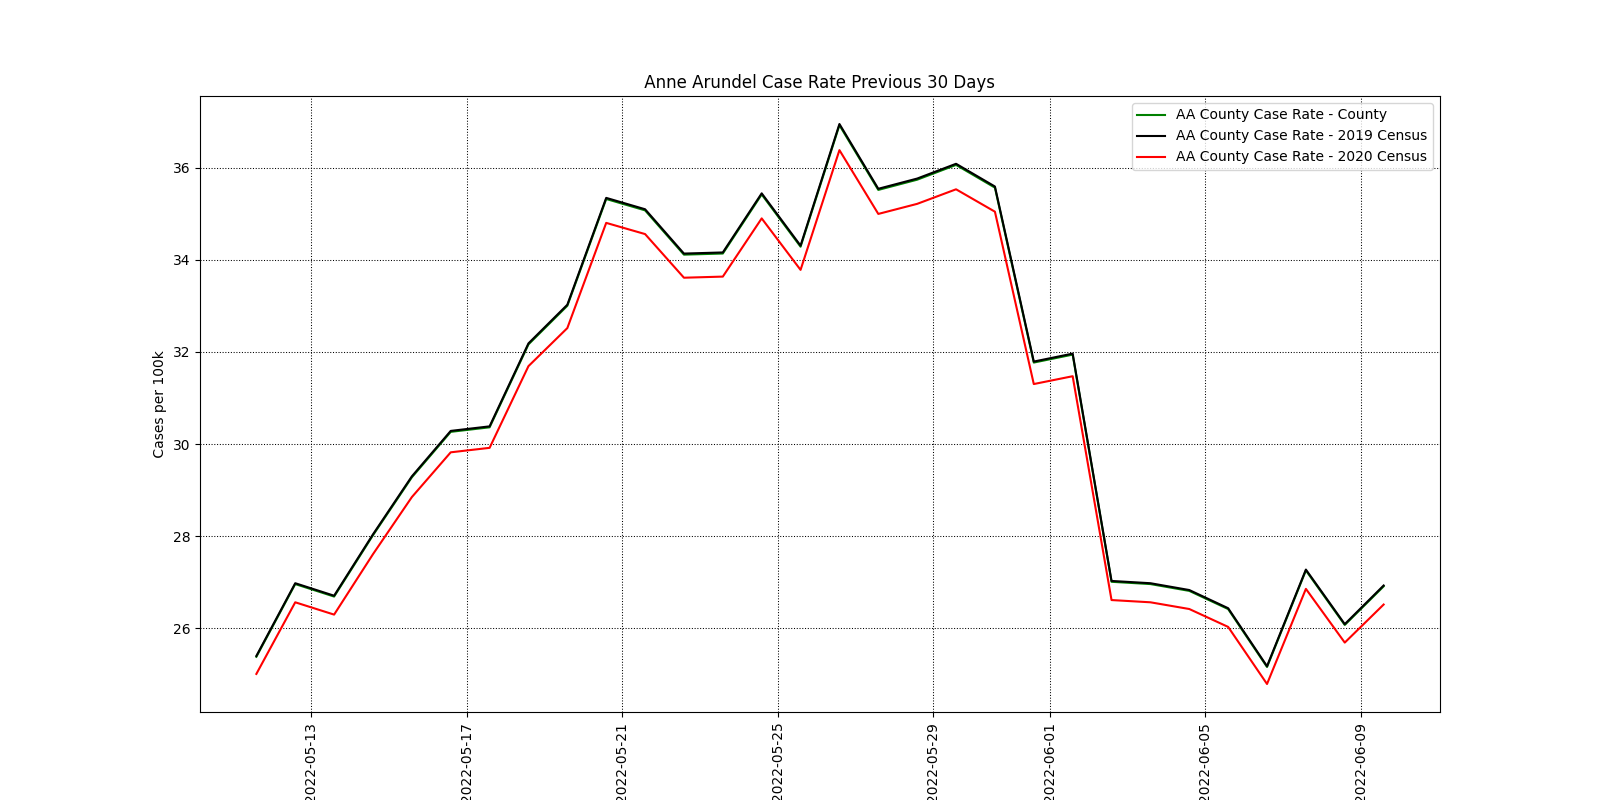 Anne Arundel Case Rate Previous 30 Days
AA County Case Rate - County
AA County Case Rate - 2019 Census
AA County Case Rate - 2020 Census
Cases per 100k
36
34
32
30
28
26
2022-05-13
2022-05-17
2022-05-21
2022-05-25
2022-05-29
2022-06-01
2022-06-05
2022-06-09